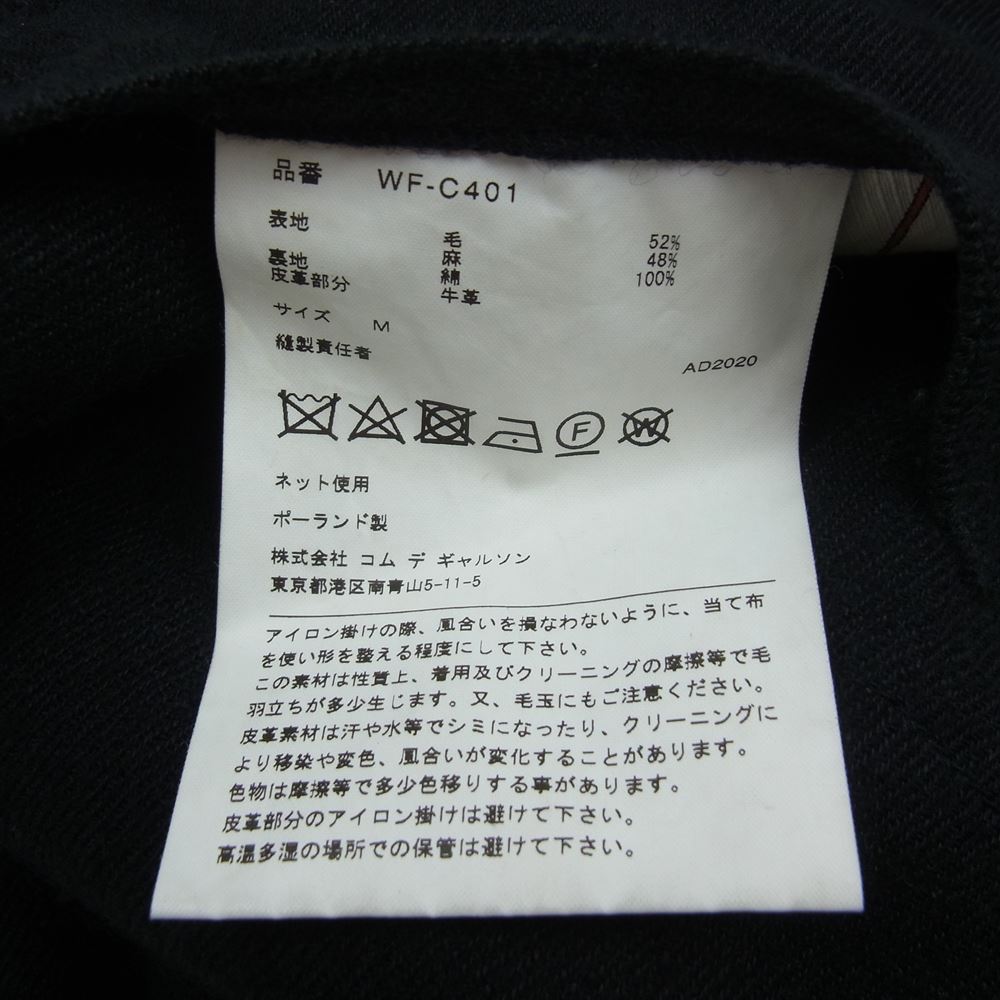 品番 WF-C401
表地 毛 52%
麻 48%
裏地 綿 100%
皮革部分 牛革
サイズ M
縫製責任者
AD2020
F W
ネット使用
ポーランド製
株式会社 コム デ ギャルソン
東京都港区南青山5-11-5
アイロン掛けの際、風合いを損なわないように、当て布
を使い形を整える程度にして下さい。
この素材は性質上、着用及びクリーニングの摩擦等で毛
羽立ちが多少生じます。又、毛玉にもご注意ください。
皮革素材は汗や水等でシミになったり、クリーニングに
より移染や変色、風合いが変化することがあります。
色物は摩擦等で多少色移りする事があります。
皮革部分のアイロン掛けは避けて下さい。
高温多湿の場所での保管は避けて下さい。